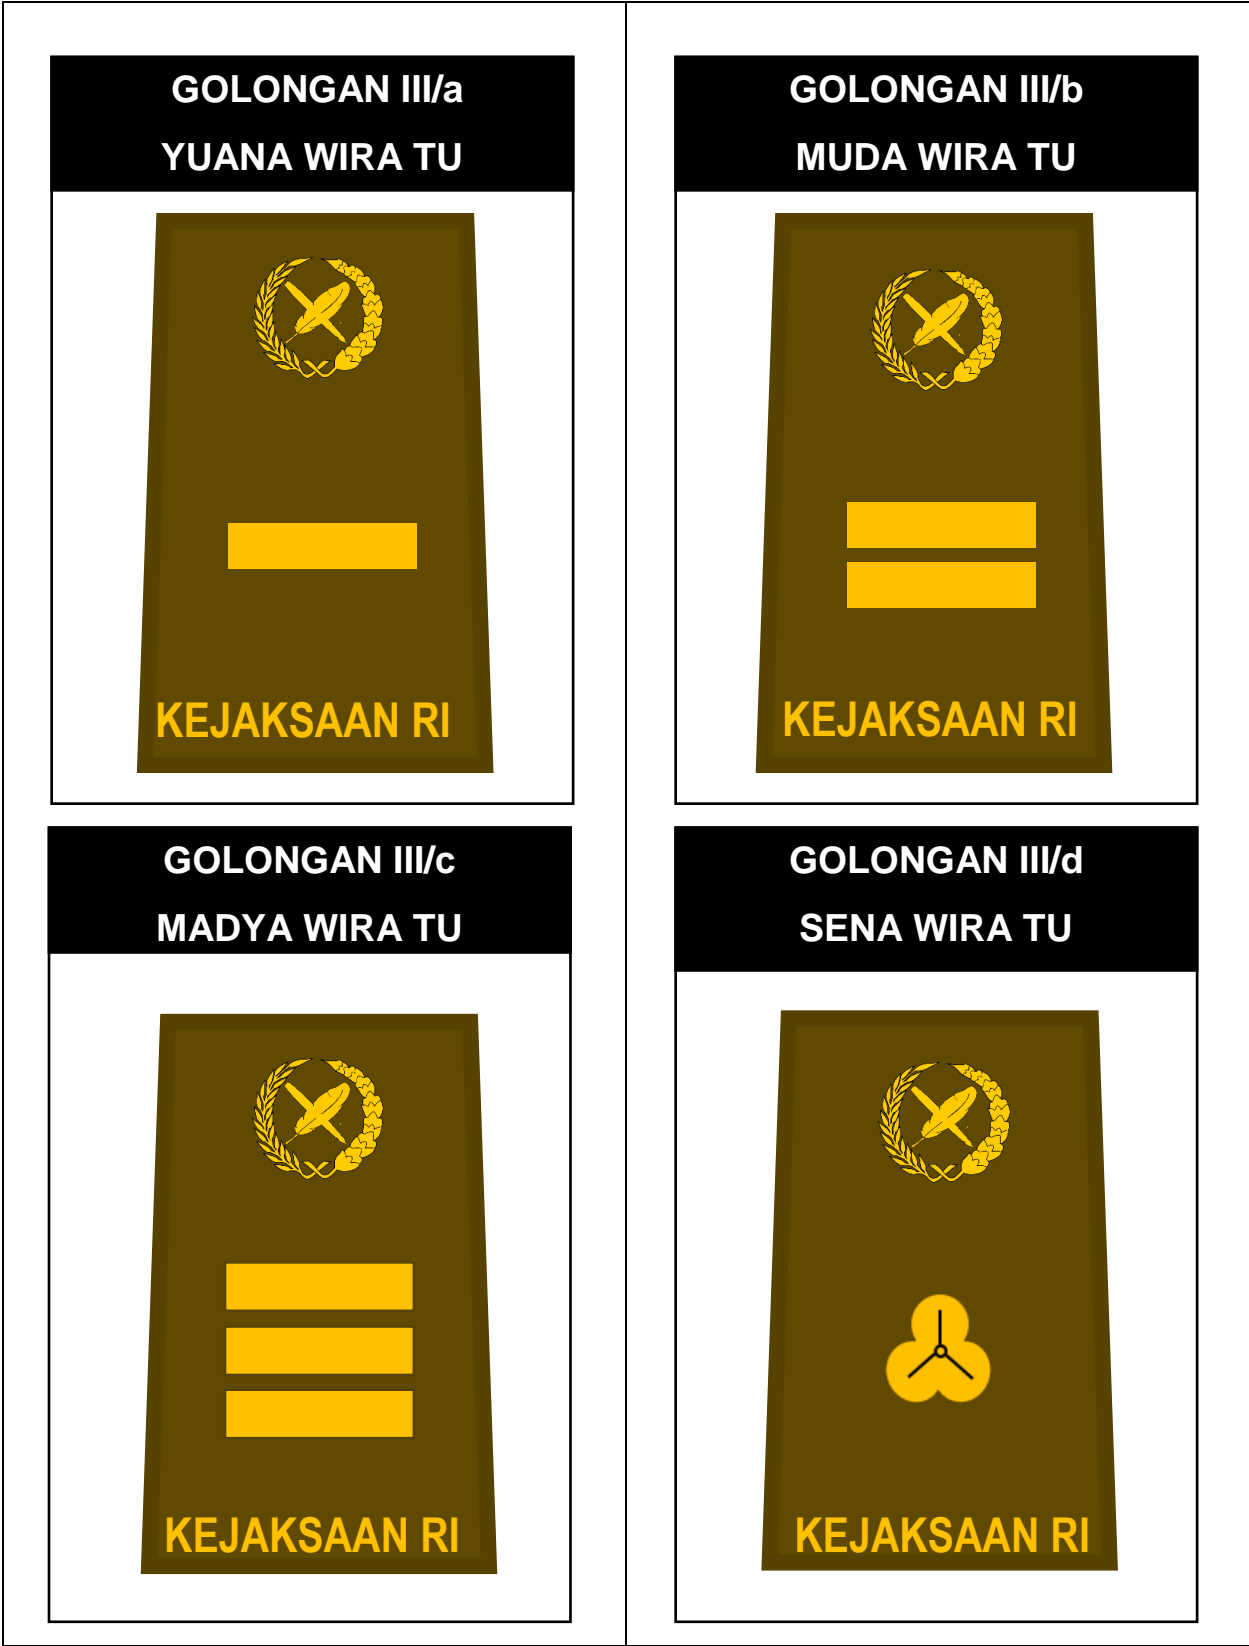 GOLONGAN III/a
YUANA WIRA TU
KEJAKSAAN RI
GOLONGAN III/b
MUDA WIRA TU
KEJAKSAAN RI
GOLONGAN III/c
MADYA WIRA TU
KEJAKSAAN RI
GOLONGAN III/d
SENA WIRA TU
KEJAKSAAN RI